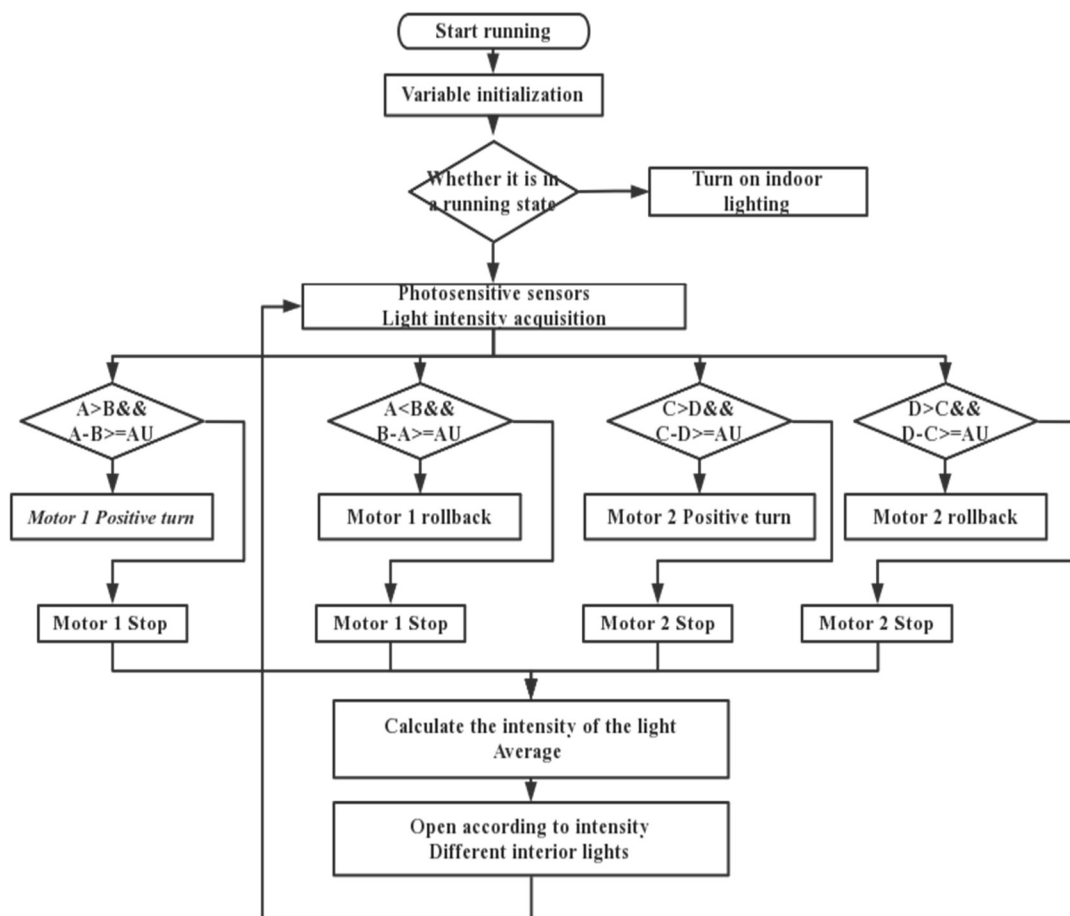 Start running
Variable initialization
Whether it is in
a running state
Turn on indoor
lighting
Photosensitive sensors
Light intensity acquisition
A>B&&
A-B>=AU
A<B&&
B-A>=AU
C>D&&
C-D>=AU
D>C&&
D-C>=AU
Motor 1 Positive turn
Motor 1 rollback
Motor 2 Positive turn
Motor 2 rollback
Motor 1 Stop
Motor 1 Stop
Motor 2 Stop
Motor 2 Stop
Calculate the intensity of the light
Average
Open according to intensity
Different interior lights